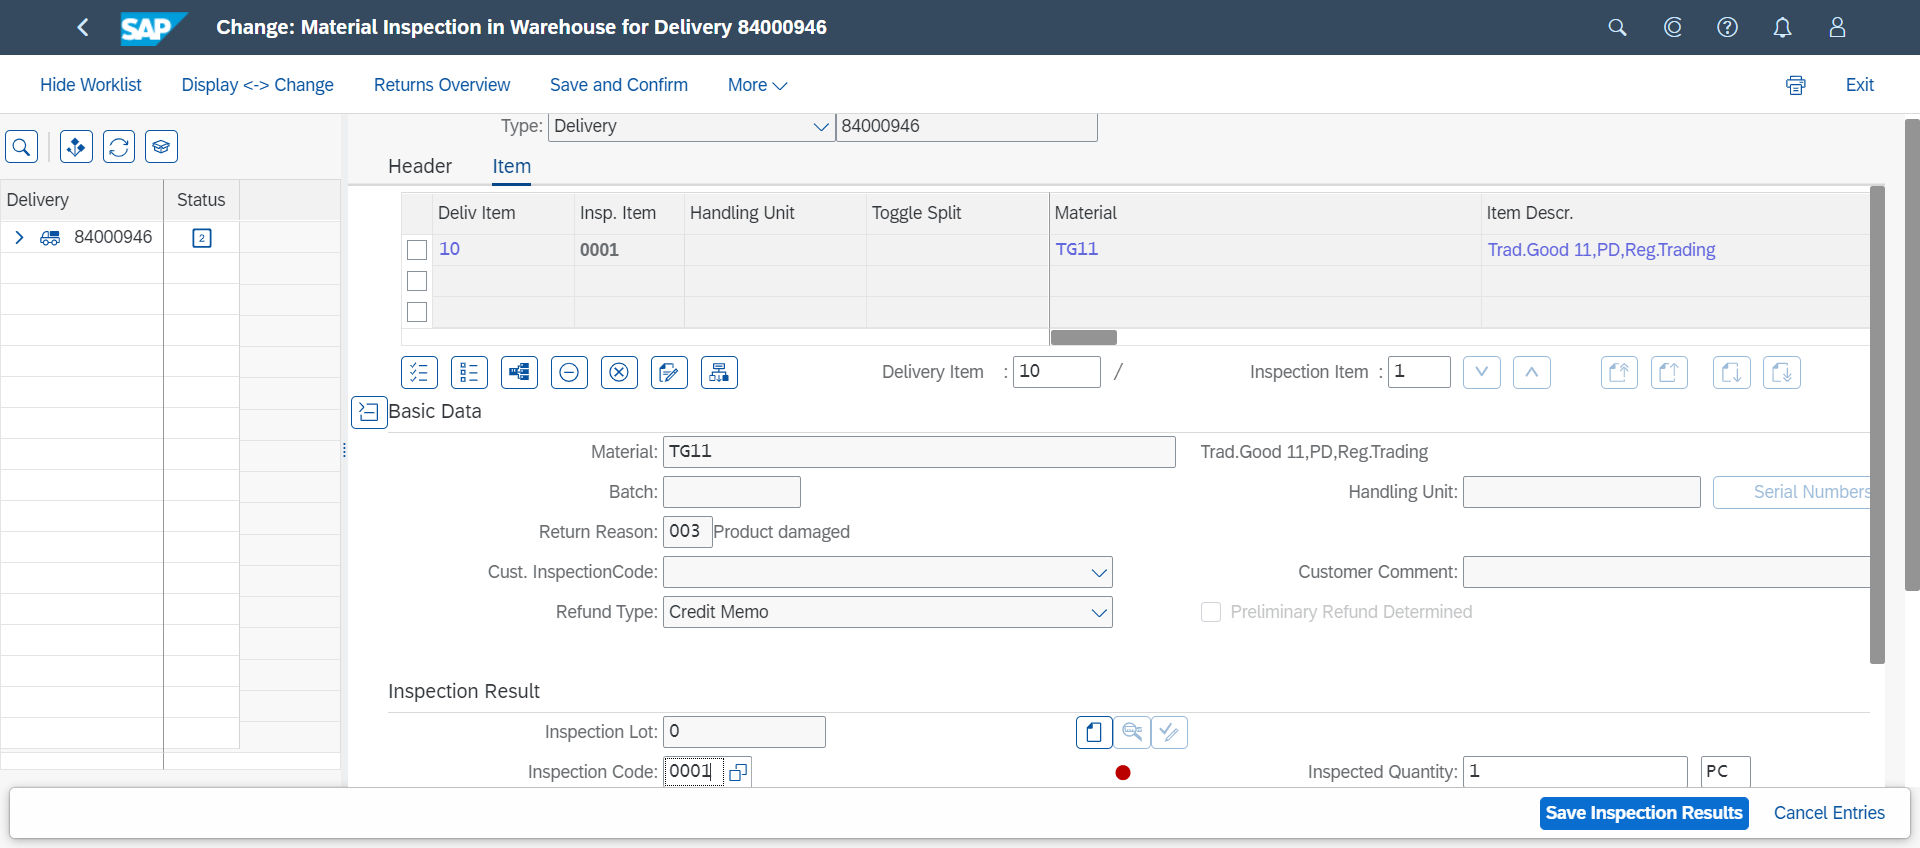 SAP Change: Material Inspection in Warehouse for Delivery 84000946
Hide Worklist Display <-> Change Returns Overview Save and Confirm More Exit
Type: Delivery 84000946
Header Item
Delivery Status
84000946 2
Deliv Item Insp. Item Handling Unit Toggle Split Material Item Descr.
10 0001 TG11 Trad.Good 11,PD,Reg.Trading
Delivery Item : 10 / Inspection Item : 1
Basic Data
Material: TG11 Trad.Good 11,PD,Reg.Trading
Batch: Handling Unit: Serial Numbers
Return Reason: 003 Product damaged
Cust. InspectionCode: Customer Comment:
Refund Type: Credit Memo Preliminary Refund Determined
Inspection Result
Inspection Lot: 0
Inspection Code: 0001 Inspected Quantity: 1 PC
Save Inspection Results Cancel Entries